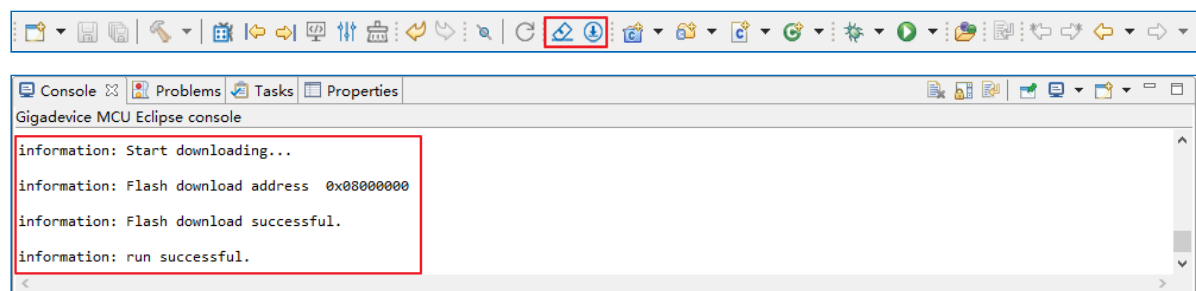 Console Problems Tasks Properties
Gigadevice MCU Eclipse console
information: Start downloading...
information: Flash download address  0x08000000
information: Flash download successful.
information: run successful.